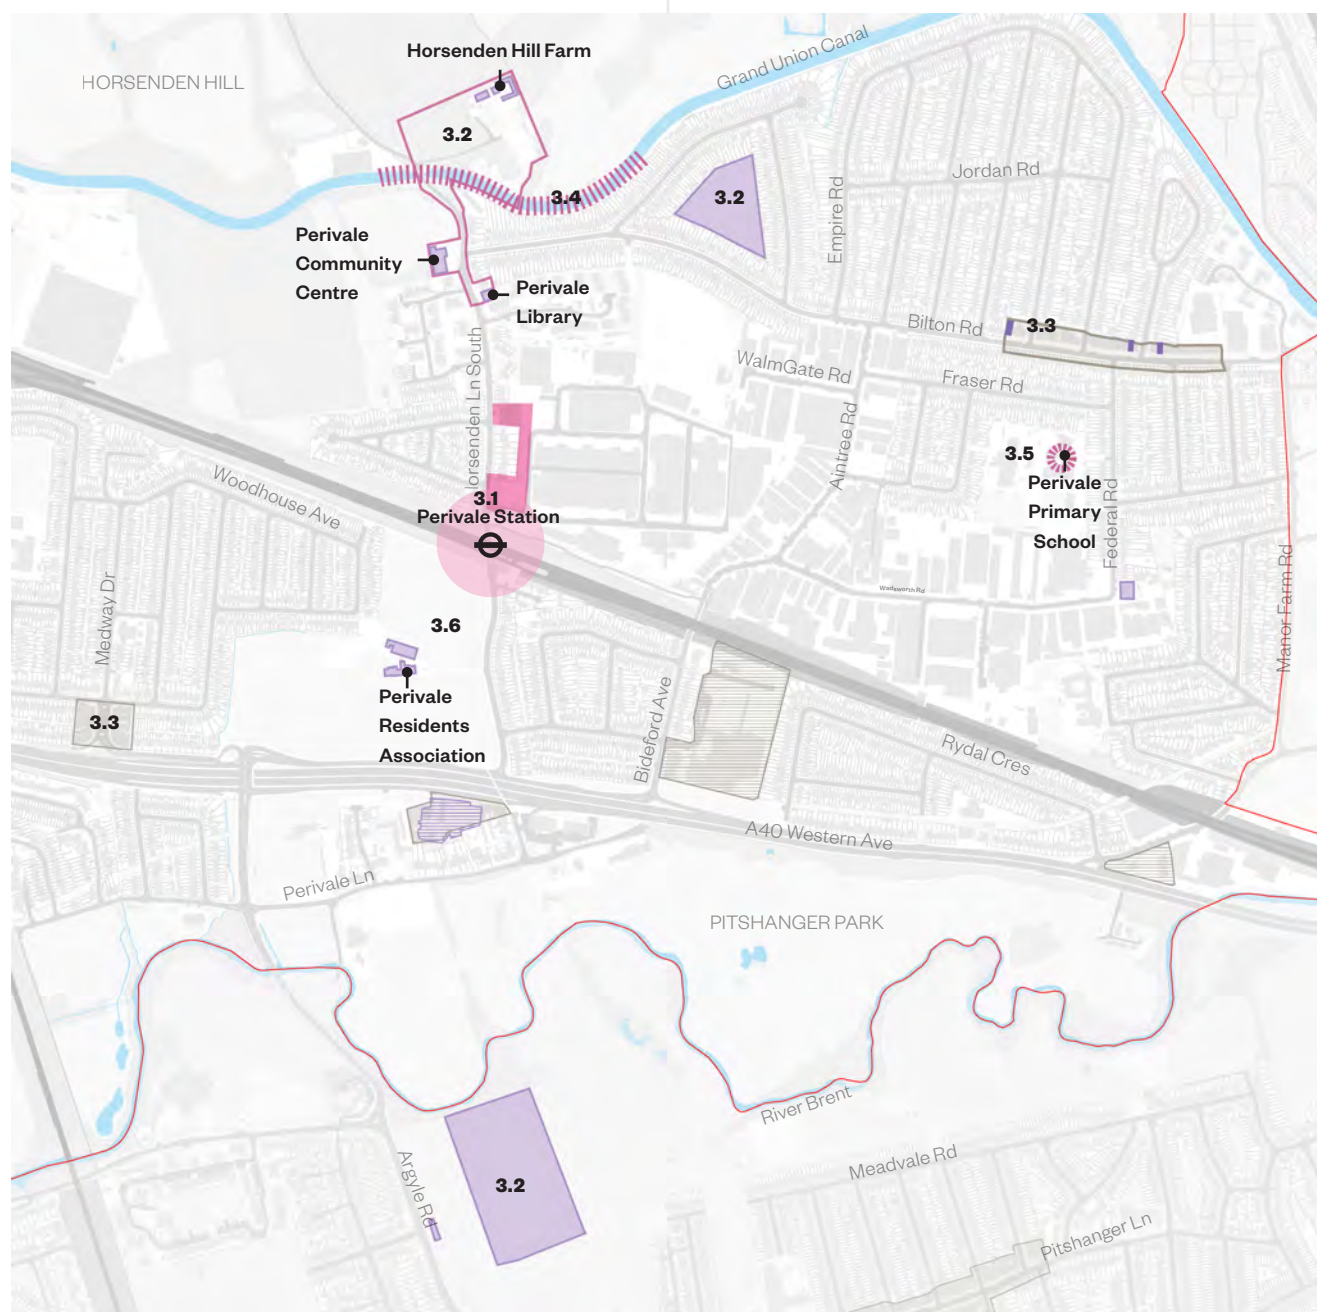 Horsenden Hill Farm
Grand Union Canal
HORSENDEN HILL
3.2
Jordan Rd
3.4
3.2
Empire Rd
Perivale
Community
Centre
Perivale
Library
Bilton Rd
3.3
WalmGate Rd
Fraser Rd
orsenden Ln South
Aintree Rd
3.5
Perivale
Primary
School
Federal Rd
Woodhouse Ave
3.1
Perivale Station
Manor Farm Rd
Wadsworth Rd
Medway Dr
3.6
Perivale
Residents
Association
3.3
Bideford Ave
Rydal Cres
A40 Western Ave
Perivale Ln
PITSHANGER PARK
River Brent
Meadvale Rd
Argyle Rd
3.2
Pitshanger Ln